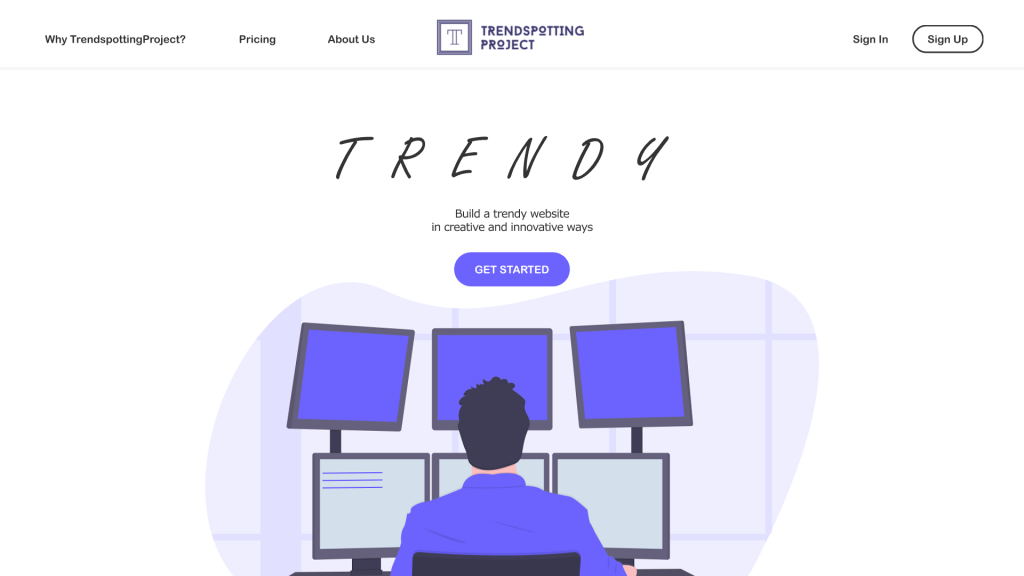 Why TrendspottingProject?
Pricing
About Us
T
TRENDSPOTTING
PROJECT
Sign In
Sign Up
TRENDY
Build a trendy website
in creative and innovative ways
GET STARTED